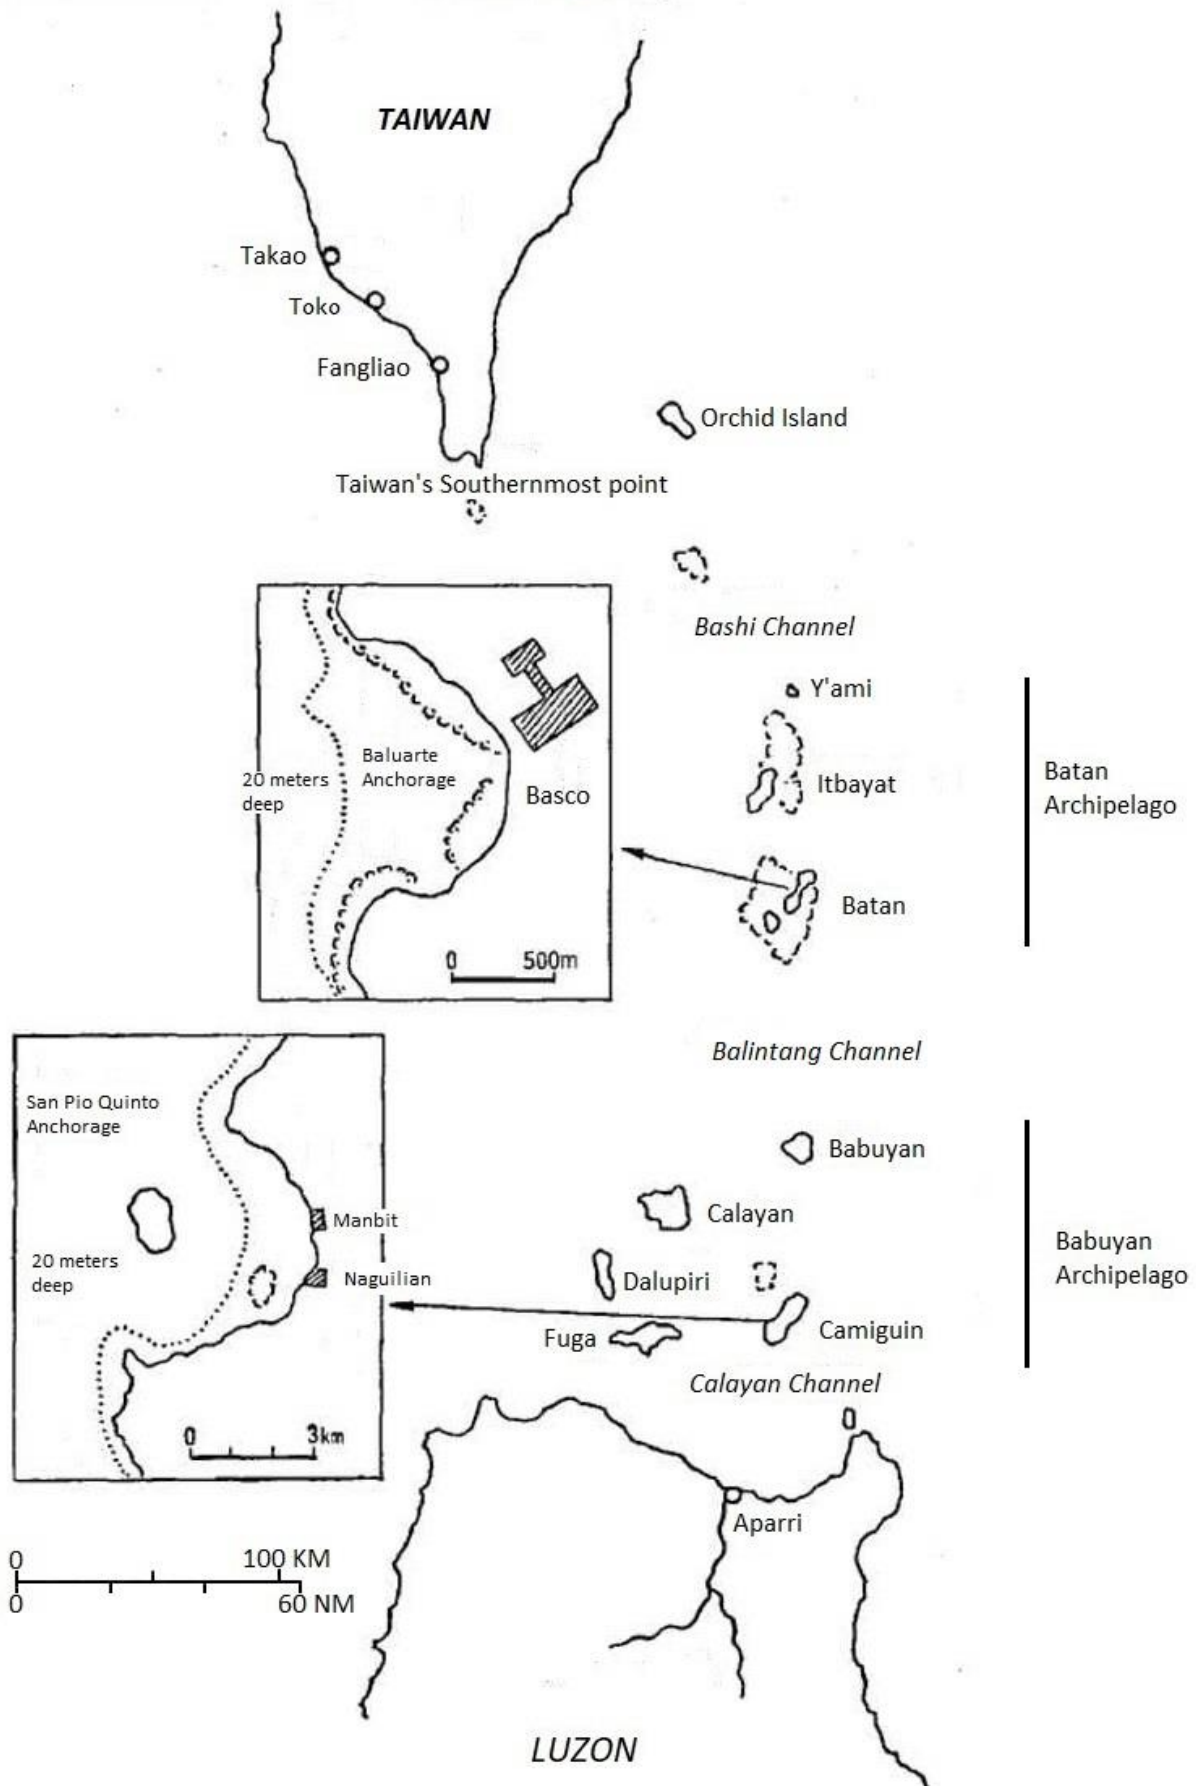 TAIWAN
Takao
Toko
Fangliao
Orchid Island
Taiwan's Southernmost point
Bashi Channel
Y'ami
Itbayat
Batan
Archipelago
Batan
Baluarte
Anchorage
20 meters
deep
Basco
0 500m
Balintang Channel
San Pio Quinto
Anchorage
Manbit
20 meters
deep
Naguilian
0 3km
Babuyan
Calayan
Dalupiri
Babuyan
Archipelago
Fuga
Camiguin
Calayan Channel
Aparri
0 100 KM
0 60 NM
LUZON